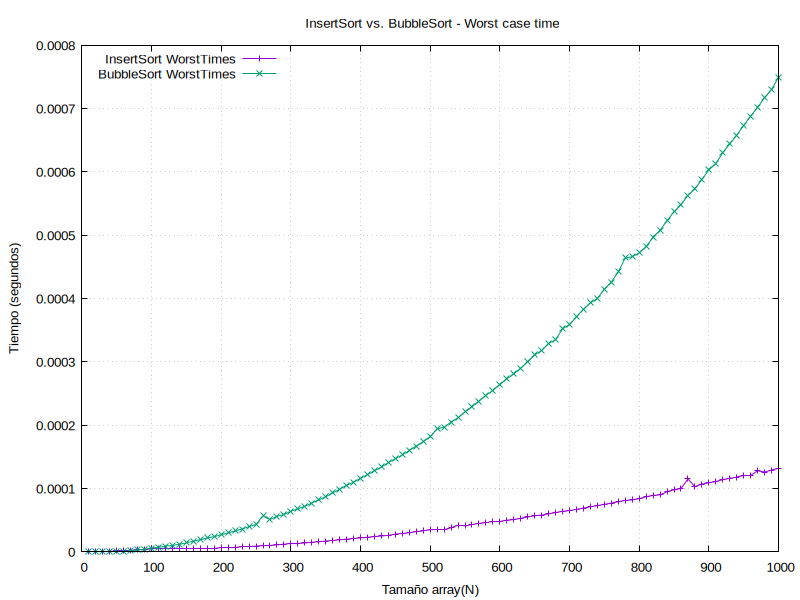 InsertSort vs. BubbleSort - Worst case time
InsertSort WorstTimes
BubbleSort WorstTimes
0.0008
0.0007
0.0006
0.0005
0.0004
0.0003
0.0002
0.0001
0
Tiempo (segundos)
0 100 200 300 400 500 600 700 800 900 1000
Tamaño array(N)